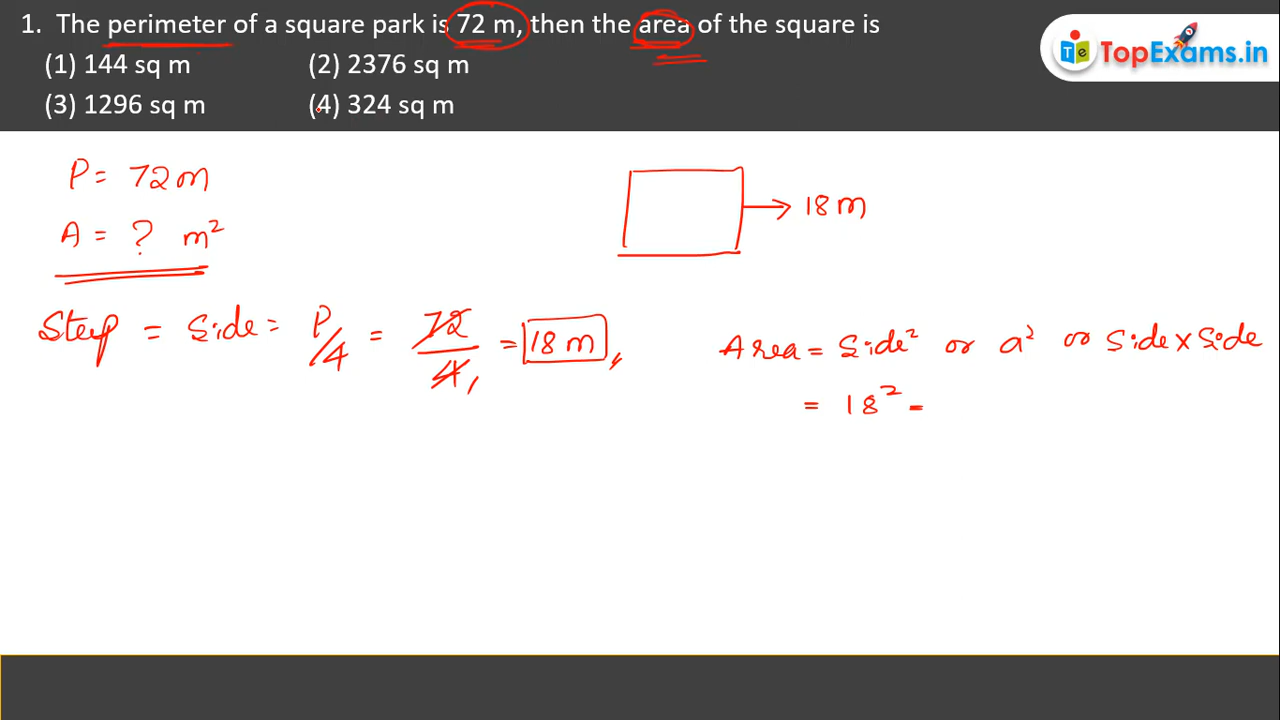 1. The perimeter of a square park is 72 m, then the area of the square is
(1) 144 sq m (2) 2376 sq m
(3) 1296 sq m (4) 324 sq m
Te TopExams.in
P = 72 m
A = ? m²
18 m
Step = Side = P/4 = 72/4 = 18 m,
Area = Side² or a² or Side × Side
= 18² =